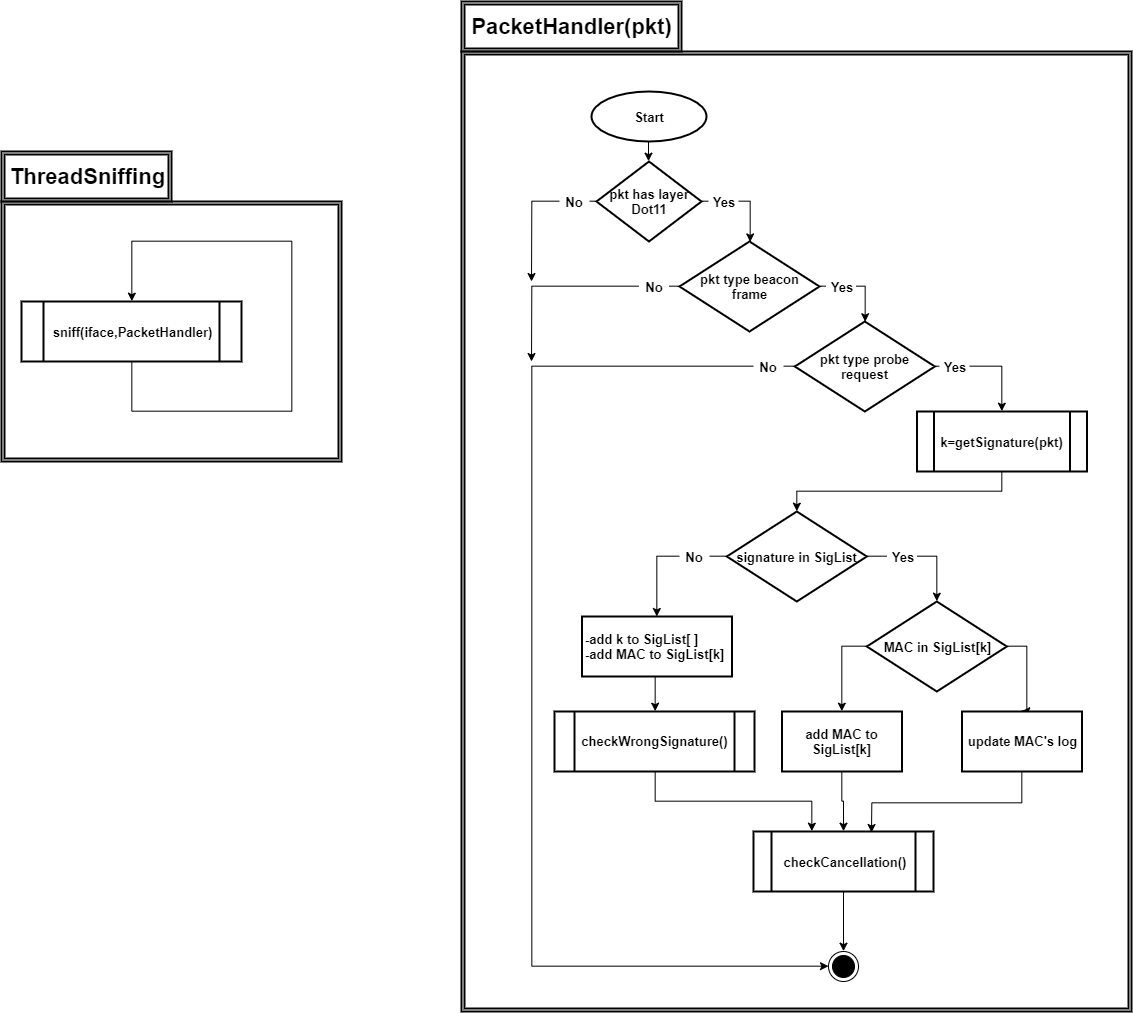 PacketHandler(pkt)
Start
ThreadSniffing
pkt has layer
Dot11
No
Yes
pkt type beacon
frame
No
Yes
sniff(iface,PacketHandler)
pkt type probe
request
No
Yes
k=getSignature(pkt)
signature in SigList
No
Yes
-add k to SigList[ ]
-add MAC to SigList[k]
MAC in SigList[k]
checkWrongSignature()
add MAC to
SigList[k]
update MAC's log
checkCancellation()